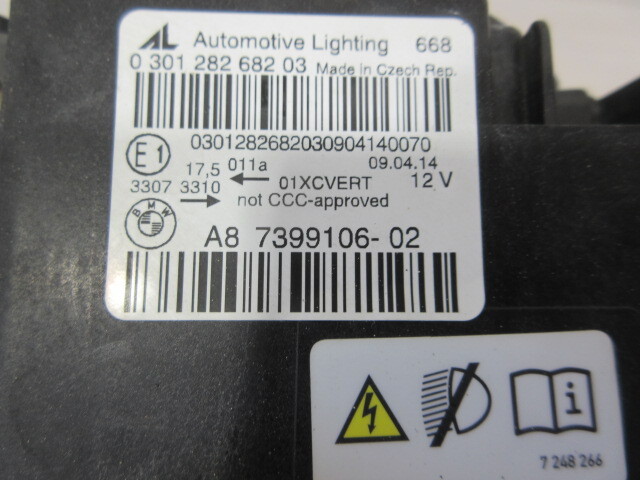 AL Automotive Lighting 668
0 301 282 682 03 Made in Czech Rep.
0301282682030904140070
E1 17,5 011a 09.04.14
3307 3310 01XCVERT 12 V
not CCC-approved
BMW
A8 7399106-02
i
7 248 266